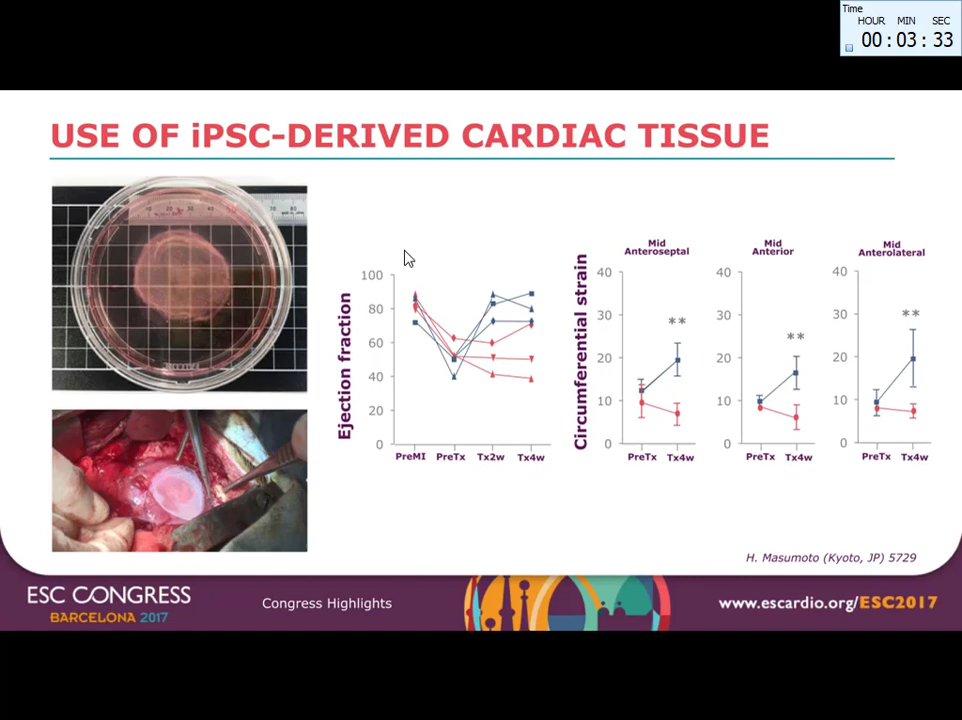 Time
HOUR MIN SEC
00:03:33
USE OF iPSC-DERIVED CARDIAC TISSUE
Ejection fraction
100
80
60
40
20
0
PreMI PreTx Tx2w Tx4w
Circumferential strain
Mid
Anteroseptal
40
30
20
10
0
**
PreTx Tx4w
Mid
Anterior
40
30
20
10
0
**
PreTx Tx4w
Mid
Anterolateral
40
30
20
10
0
**
PreTx Tx4w
H. Masumoto (Kyoto, JP) 5729
ESC CONGRESS
BARCELONA 2017
Congress Highlights
www.escardio.org/ESC2017